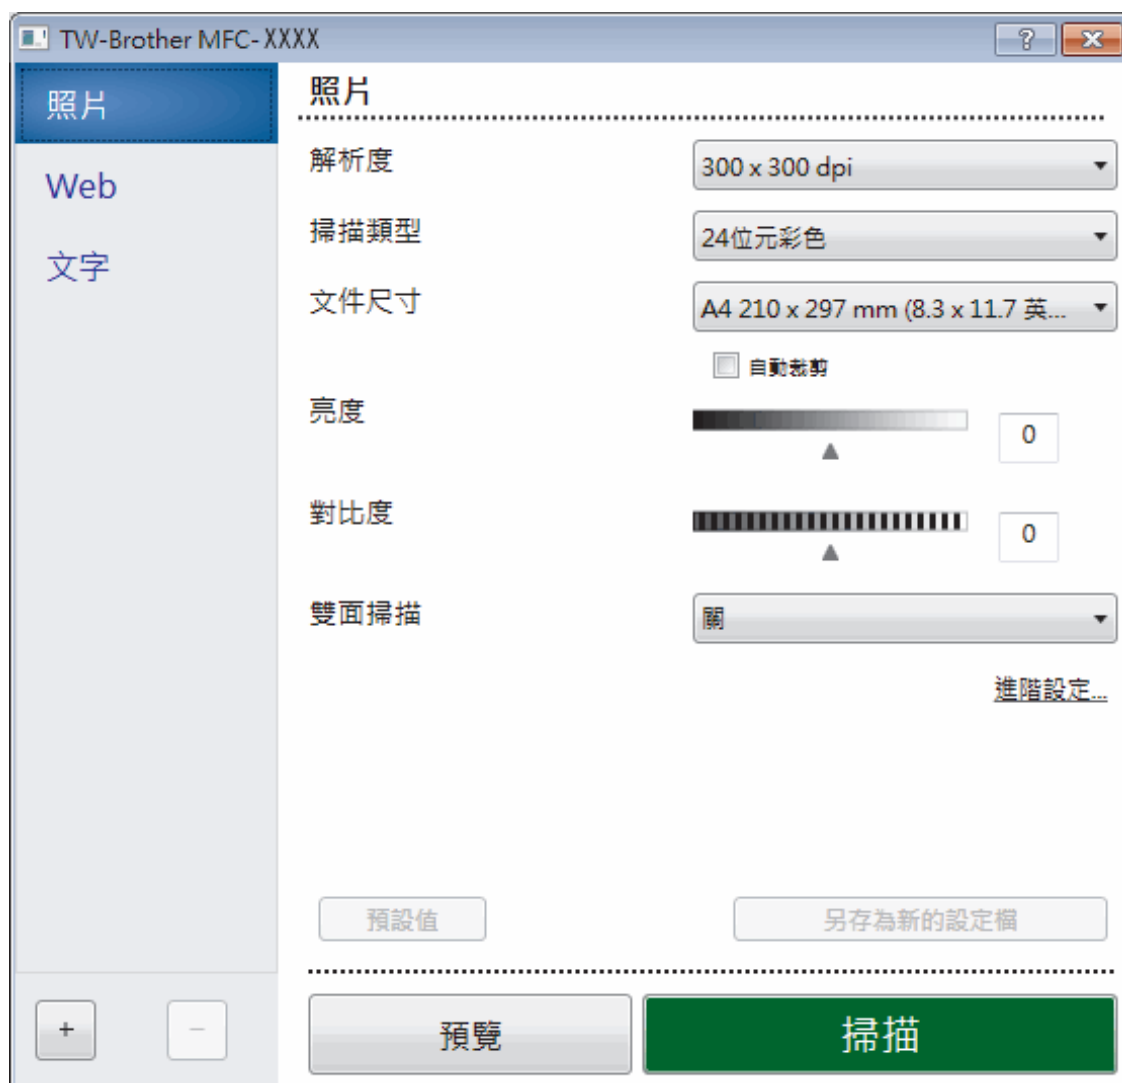 TW-Brother MFC-XXXX
照片
Web
文字
照片
解析度
300 x 300 dpi
掃描類型
24位元彩色
文件尺寸
A4 210 x 297 mm (8.3 x 11.7 英...
自動裁剪
亮度
0
對比度
0
雙面掃描
關
進階設定...
預設值
另存為新的設定檔
+
−
預覽
掃描